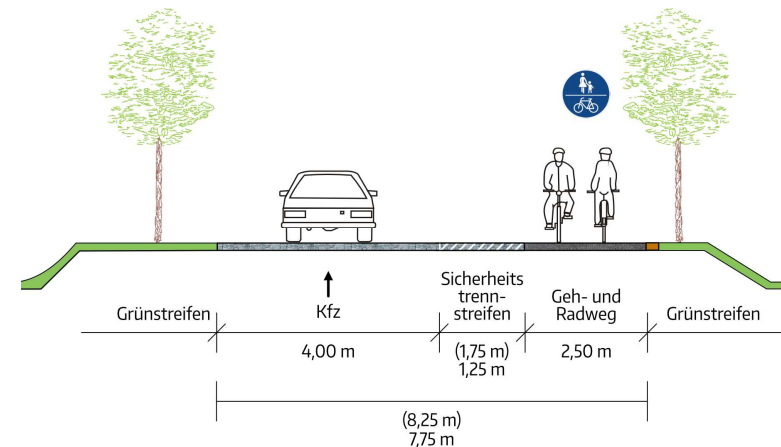 Sicherheits
trenn-
streifen
Grünstreifen
Kfz
Geh- und
Radweg
Grünstreifen
4,00 m
(1,75 m)
1,25 m
2,50 m
(8,25 m)
7,75 m